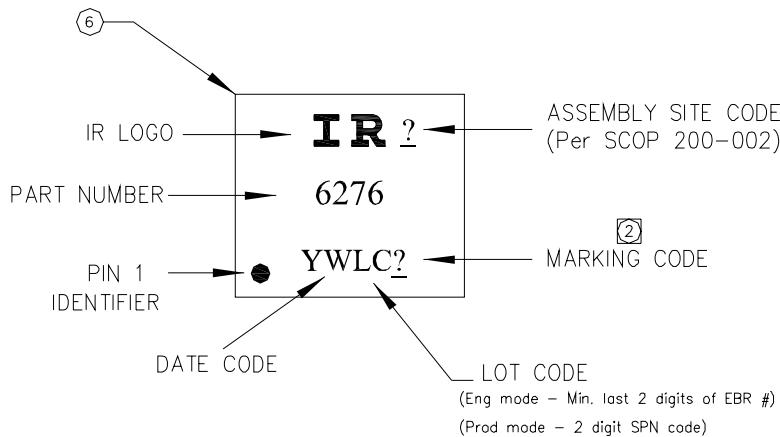 6
IR LOGO
IR ?
ASSEMBLY SITE CODE
(Per SCOP 200-002)
PART NUMBER
6276
2
MARKING CODE
YWLC?
PIN 1
IDENTIFIER
DATE CODE
LOT CODE
(Eng mode - Min. last 2 digits of EBR #)
(Prod mode - 2 digit SPN code)